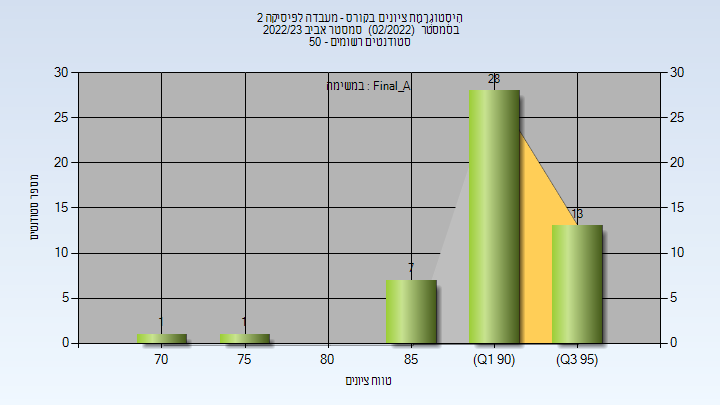 היסטוגרמת ציונים בקורס - מעבדה לפיסיקה 2
בסמסטר (02/2022) סמסטר אביב 2022/23
סטודנטים רשומים - 50
במשימה : Final_A
30 30
25 25
20 20
15 15
10 10
5 5
0 0
28
13
7
1
1
מספר סטודנטים
70 75 80 85 (Q1 90) (Q3 95)
טווח ציונים